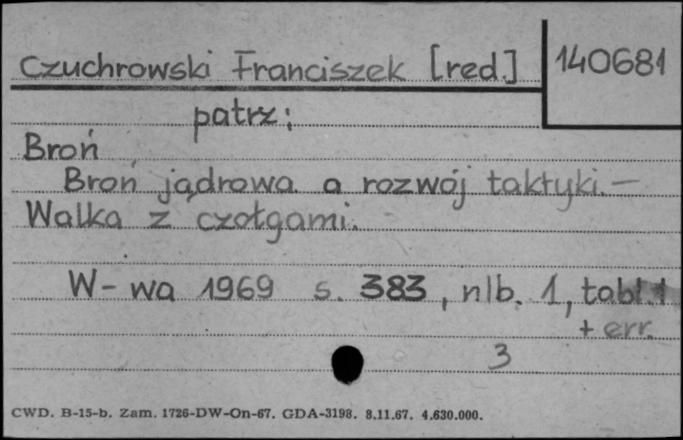 Czuchrowski Franciszek [red.]
140681
patrz:
Broń
Broń jądrowa a rozwój taktyki. —
Walka z czołgami.
W-wa 1969 s. 383, nlb. 1, tabl. 1
+ err.
3
CWD. B-15-b. Zam. 1726-DW-On-67. GDA-3198. 8.11.67. 4.630.000.